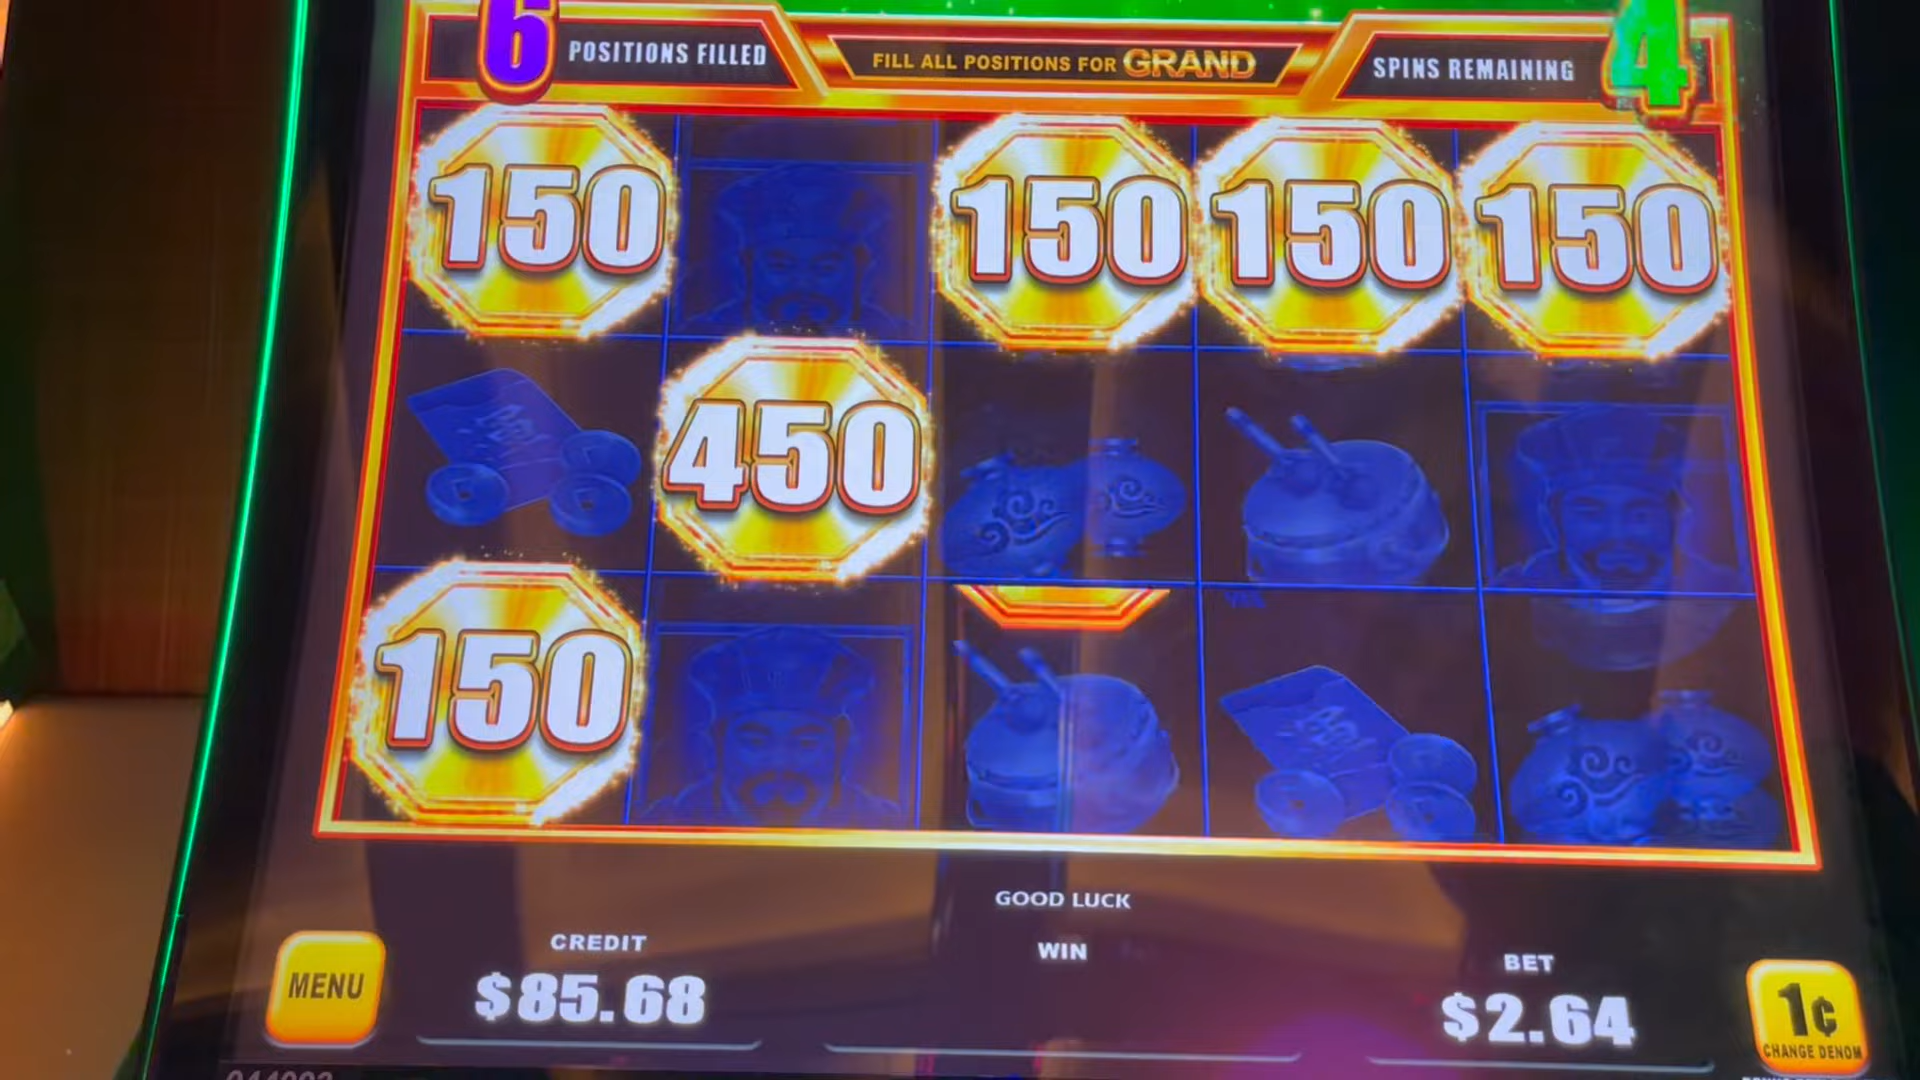 6 POSITIONS FILLED
FILL ALL POSITIONS FOR GRAND
SPINS REMAINING 4
150
150
150
150
450
150
GOOD LUCK
MENU
CREDIT
$85.68
WIN
BET
$2.64
1¢
CHANGE DENOM